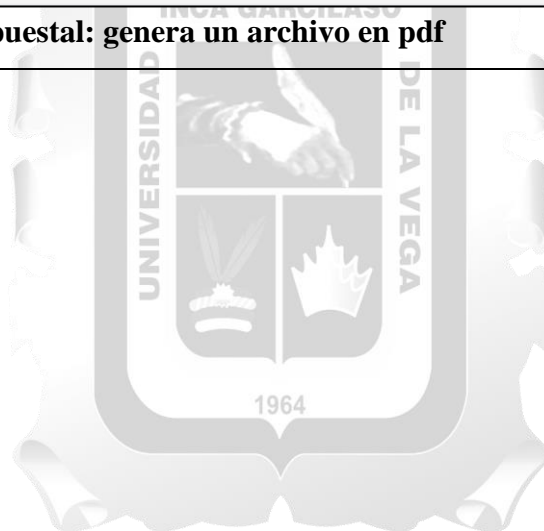 INCA GARCILASO
puestal: genera un archivo en pdf
UNIVERSIDAD
DE LA VEGA
1964